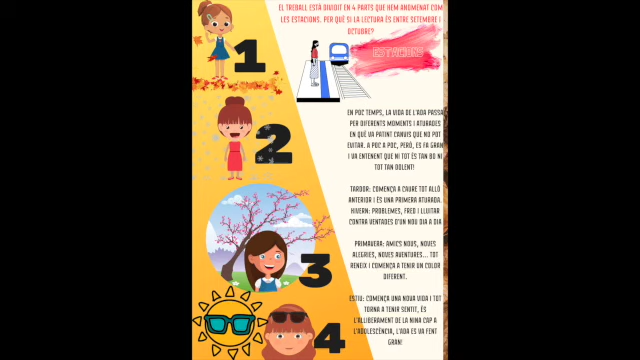 EL TREBALL ESTÀ DIVIDIT EN 4 PARTS QUE HEM ANOMENAT COM
LES ESTACIONS. PER QUÈ SI LA LECTURA ÉS ENTRE SETEMBRE I
OCTUBRE?
ESTACIONS
1
EN POC TEMPS, LA VIDA DE L'ADA PASSA
PER DIFERENTS MOMENTS I ATURADES
EN QUÈ VA PATINT CANVIS QUE NO POT
EVITAR. A POC A POC, PERÒ, ES FA GRAN
I VA ENTENENT QUE NI TOT ÉS TAN BO NI
TOT TAN DOLENT!
2
TARDOR: COMENÇA A CAURE TOT ALLÒ
ANTERIOR I ÉS UNA PRIMERA ATURADA.
HIVERN: PROBLEMES, FRED I LLUITAR
CONTRA VENTADES D'UN NOU DIA A DIA
PRIMAVERA: AMICS NOUS, NOVES
ALEGRIES, NOVES AVENTURES... TOT
RENEIX I COMENÇA A TENIR UN COLOR
DIFERENT.
3
ESTIU: COMENÇA UNA NOVA VIDA I TOT
TORNA A TENIR SENTIT, ÉS
L'ALLIBERAMENT DE LA NINA CAP A
L'ADOLESCÈNCIA, L'ADA ES VA FENT
GRAN!
4